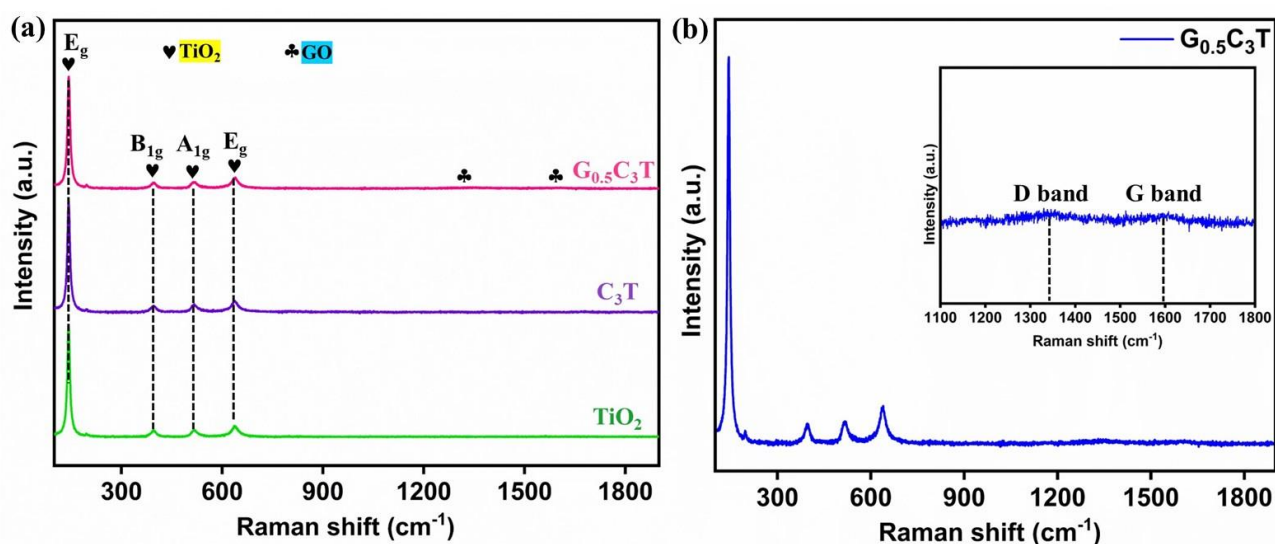 (a)
E_g
♥ TiO₂
♣ GO
B₁g
A₁g
E_g
G₀.₅C₃T
C₃T
TiO₂
Intensity (a.u.)
300 600 900 1200 1500 1800
Raman shift (cm⁻¹)
(b)
G₀.₅C₃T
Intensity (a.u.)
D band G band
1100 1200 1300 1400 1500 1600 1700 1800
Raman shift (cm⁻¹)
Intensity (a.u.)
300 600 900 1200 1500 1800
Raman shift (cm⁻¹)